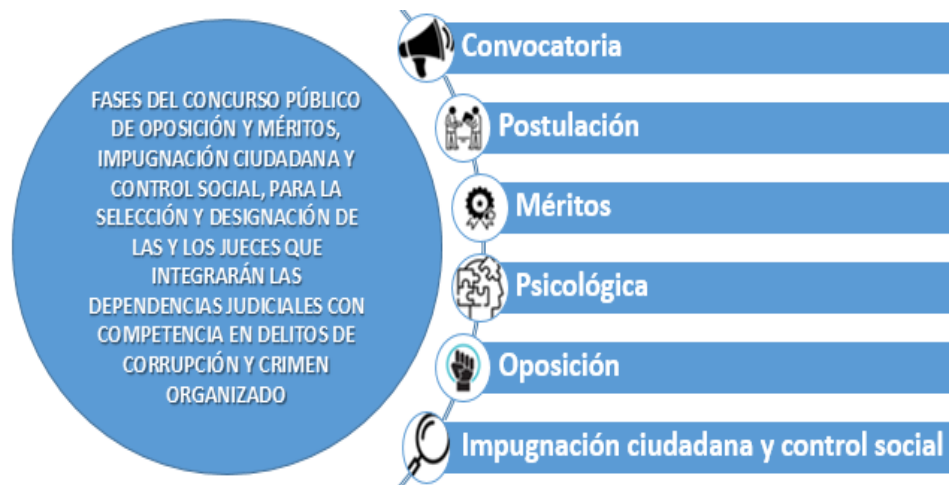 FASES DEL CONCURSO PÚBLICO
DE OPOSICIÓN Y MÉRITOS,
IMPUGNACIÓN CIUDADANA Y
CONTROL SOCIAL, PARA LA
SELECCIÓN Y DESIGNACIÓN DE
LAS Y LOS JUECES QUE
INTEGRARÁN LAS
DEPENDENCIAS JUDICIALES CON
COMPETENCIA EN DELITOS DE
CORRUPCIÓN Y CRIMEN
ORGANIZADO
Convocatoria
Postulación
Méritos
Psicológica
Oposición
Impugnación ciudadana y control social